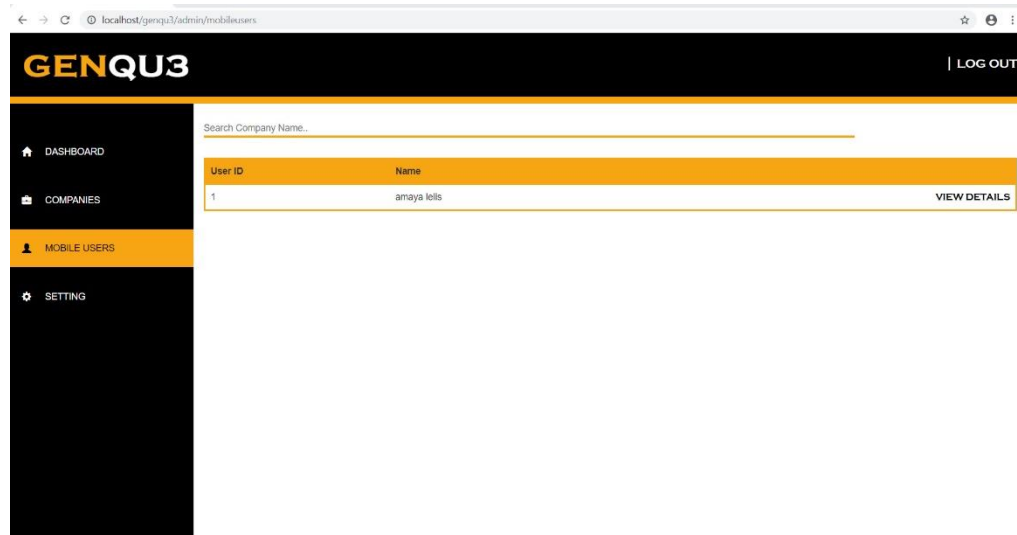 localhost/genqu3/admin/mobileusers
GENQU3
| LOG OUT
Search Company Name..
DASHBOARD
COMPANIES
MOBILE USERS
SETTING
User ID Name
1 amaya lelis VIEW DETAILS